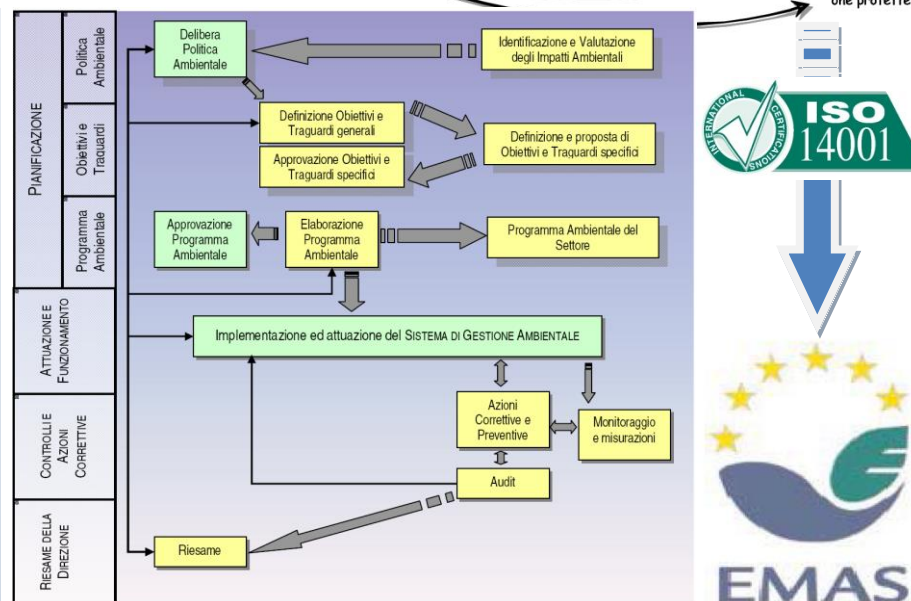 one protette
PIANIFICAZIONE
Politica
Ambientale
Obiettivi e
Traguardi
Programma
Ambientale
ATTUAZIONE E
FUNZIONAMENTO
CONTROLLI E
AZIONI
CORRETTIVE
RIESAME DELLA
DIREZIONE
Delibera
Politica
Ambientale
Identificazione e Valutazione
degli Impatti Ambientali
Definizione Obiettivi e
Traguardi generali
Approvazione Obiettivi e
Traguardi specifici
Definizione e proposta di
Obiettivi e Traguardi specifici
Approvazione
Programma
Ambientale
Elaborazione
Programma
Ambientale
Programma Ambientale del
Settore
Implementazione ed attuazione del SISTEMA DI GESTIONE AMBIENTALE
Azioni
Correttive e
Preventive
Monitoraggio
e misurazioni
Audit
Riesame
INTERNATIONAL
CERTIFICATIONS
ISO
14001
EMAS